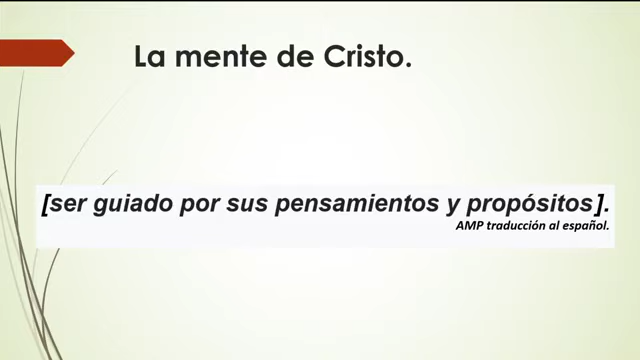 La mente de Cristo.
[ser guiado por sus pensamientos y propósitos].
AMP traducción al español.